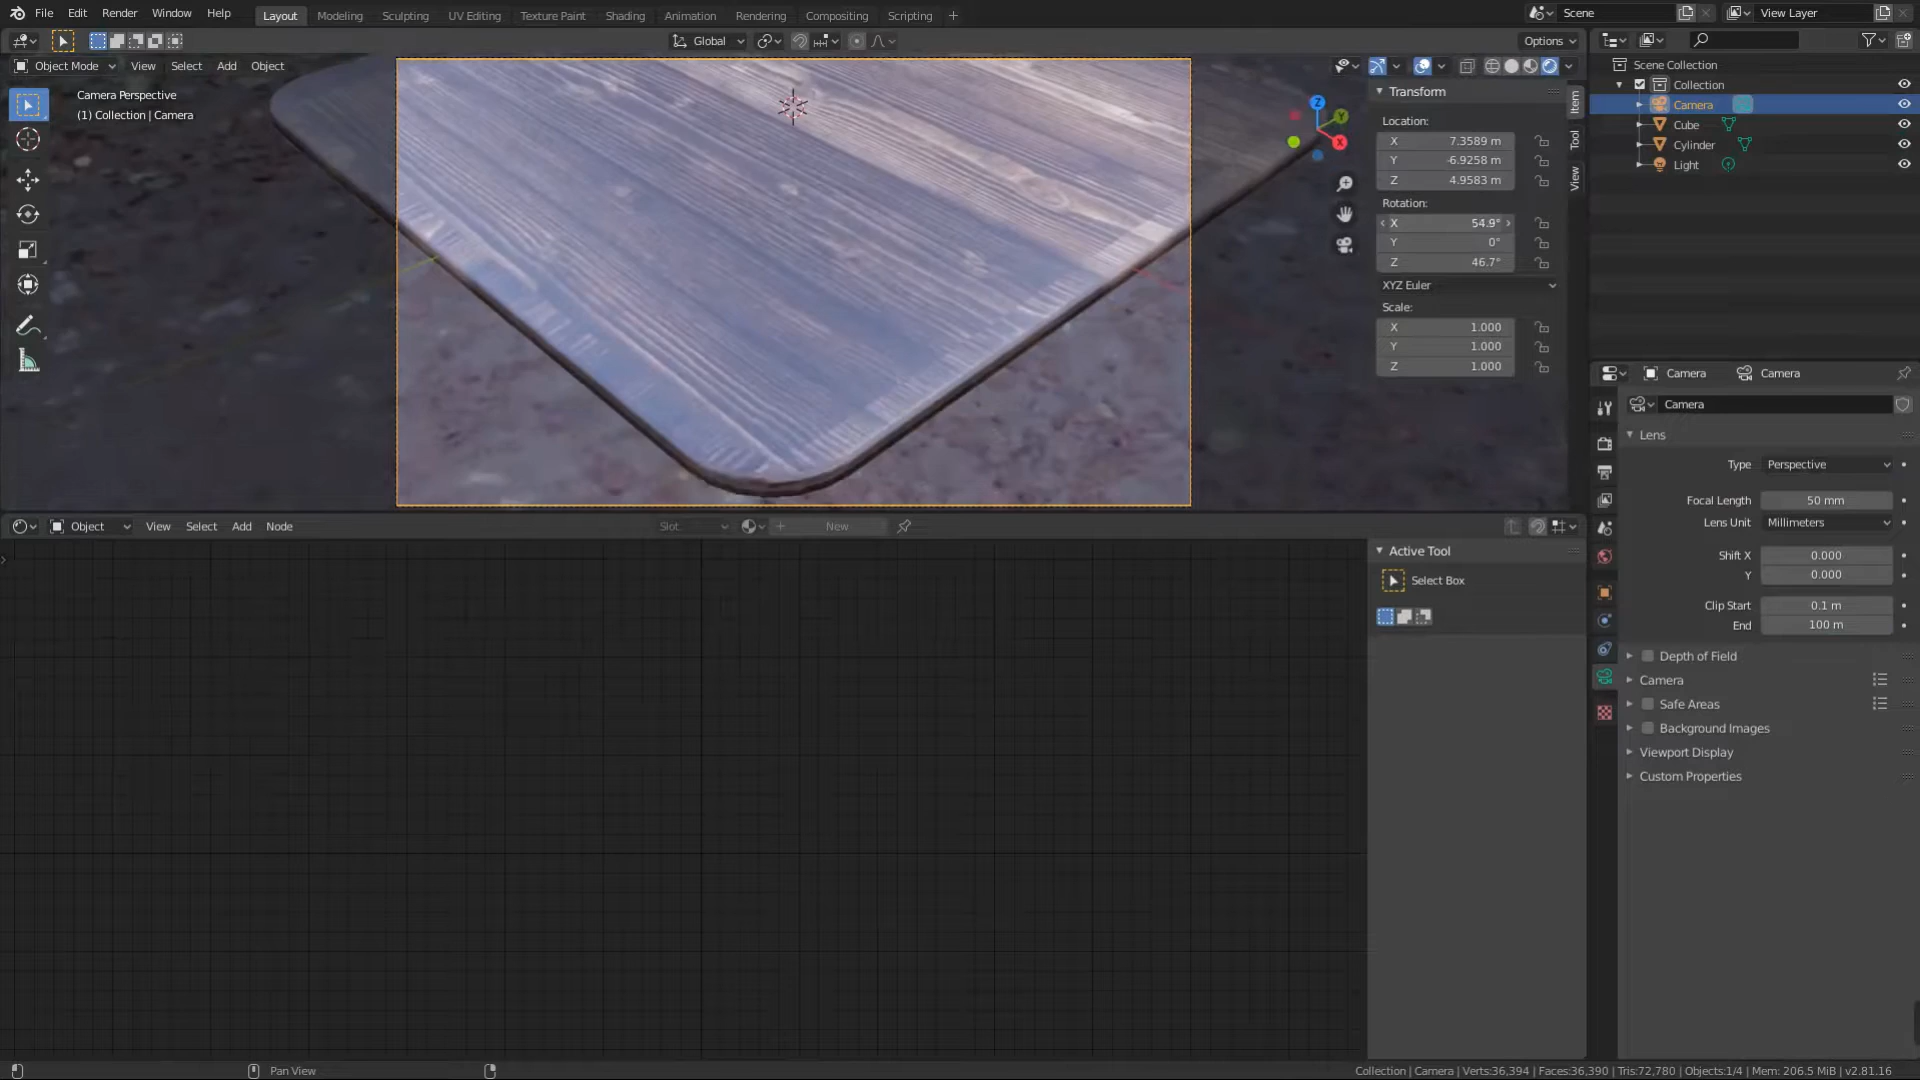 File Edit Render Window Help Layout Modeling Sculpting UV Editing Texture Paint Shading Animation Rendering Compositing Scripting + Scene View Layer
Global Options
Object Mode View Select Add Object
Camera Perspective
(1) Collection | Camera
Z
Y
X
Transform
Location:
X 7.3589 m
Y -6.9258 m
Z 4.9583 m
Rotation:
X 54.9°
Y 0°
Z 46.7°
XYZ Euler
Scale:
X 1.000
Y 1.000
Z 1.000
Item
Tool
View
Scene Collection
Collection
Camera
Cube
Cylinder
Light
Camera Camera
Camera
Lens
Type Perspective
Focal Length 50 mm
Lens Unit Millimeters
Shift X 0.000
Y 0.000
Clip Start 0.1 m
End 100 m
Depth of Field
Camera
Safe Areas
Background Images
Viewport Display
Custom Properties
Object View Select Add Node Slot New
Active Tool
Select Box
Pan View
Collection | Camera | Verts:36,394 | Faces:36,390 | Tris:72,780 | Objects:1/4 | Mem: 206.5 MiB | v2.81.16